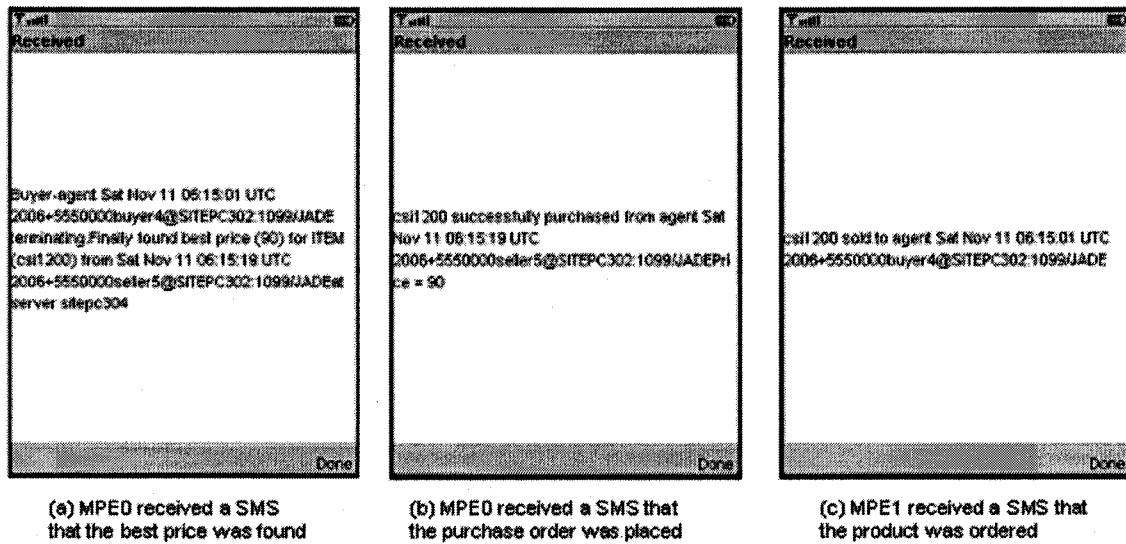 Received
Buyer-agent Sat Nov 11 06:15:01 UTC
2006+5550000buyer4@SITEPC302:1099/JADE
terminating.Finally found best price (90) for ITEM
(csi1200) from Sat Nov 11 06:15:19 UTC
2006+5550000seller5@SITEPC302:1099/JADEat
server sitepc304
Done
(a) MPE0 received a SMS
that the best price was found
Received
csi1200 successfully purchased from agent Sat
Nov 11 06:15:19 UTC
2006+5550000seller5@SITEPC302:1099/JADEPri
ce = 90
Done
(b) MPE0 received a SMS that
the purchase order was placed
Received
csi1200 sold to agent Sat Nov 11 06:15:01 UTC
2006+5550000buyer4@SITEPC302:1099/JADE
Done
(c) MPE1 received a SMS that
the product was ordered